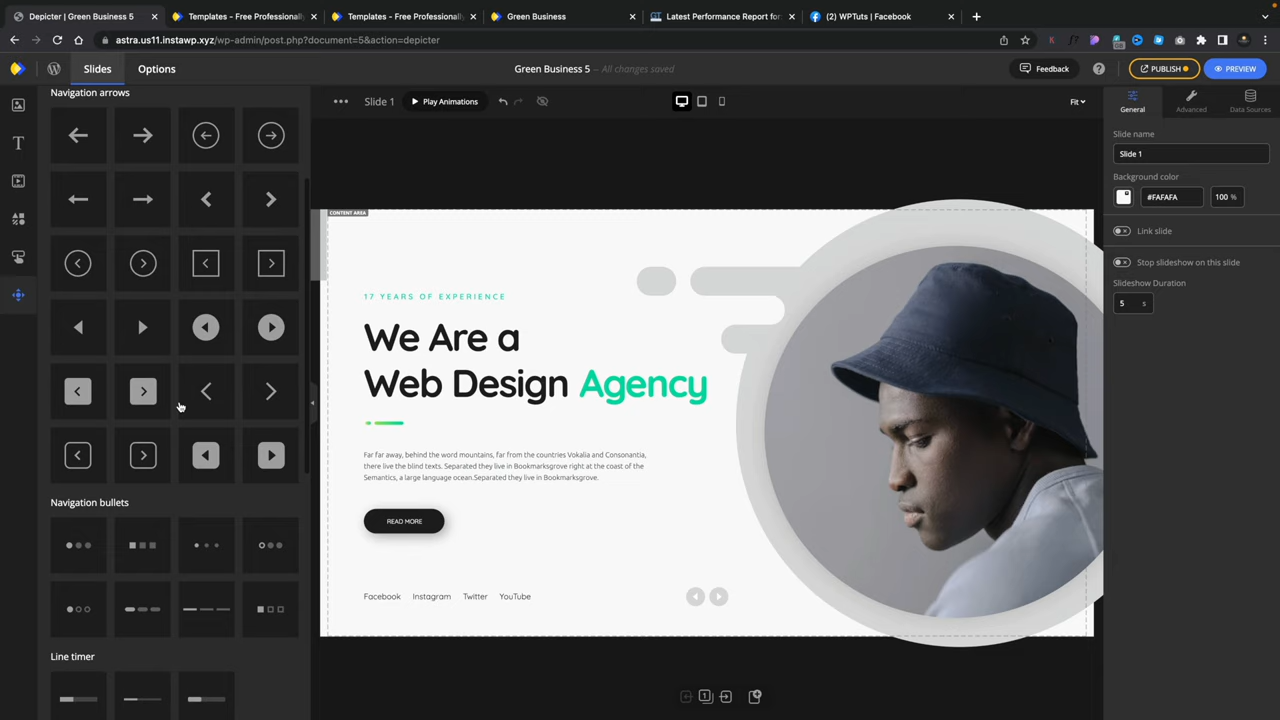 Depicter | ‹ Green Business 5
Templates - Free Professionally
Templates - Free Professionally
Green Business
Latest Performance Report for:
(2) WPTuts | Facebook
astra.us11.instawp.xyz/wp-admin/post.php?document=5&action=depicter
Slides
Options
Green Business 5 — All changes saved
Feedback
PUBLISH
PREVIEW
Navigation arrows
Slide 1
Play Animations
Fit
General
Advanced
Data Sources
Slide name
Slide 1
Background color
#FAFAFA
100 %
Link slide
Stop slideshow on this slide
Slideshow Duration
5 s
CONTENT AREA
17 YEARS OF EXPERIENCE
We Are a
Web Design Agency
Far far away, behind the word mountains, far from the countries Vokalia and Consonantia,
there live the blind texts. Separated they live in Bookmarksgrove right at the coast of the
Semantics, a large language ocean.Separated they live in Bookmarksgrove.
READ MORE
Facebook Instagram Twitter YouTube
Navigation bullets
Line timer
1